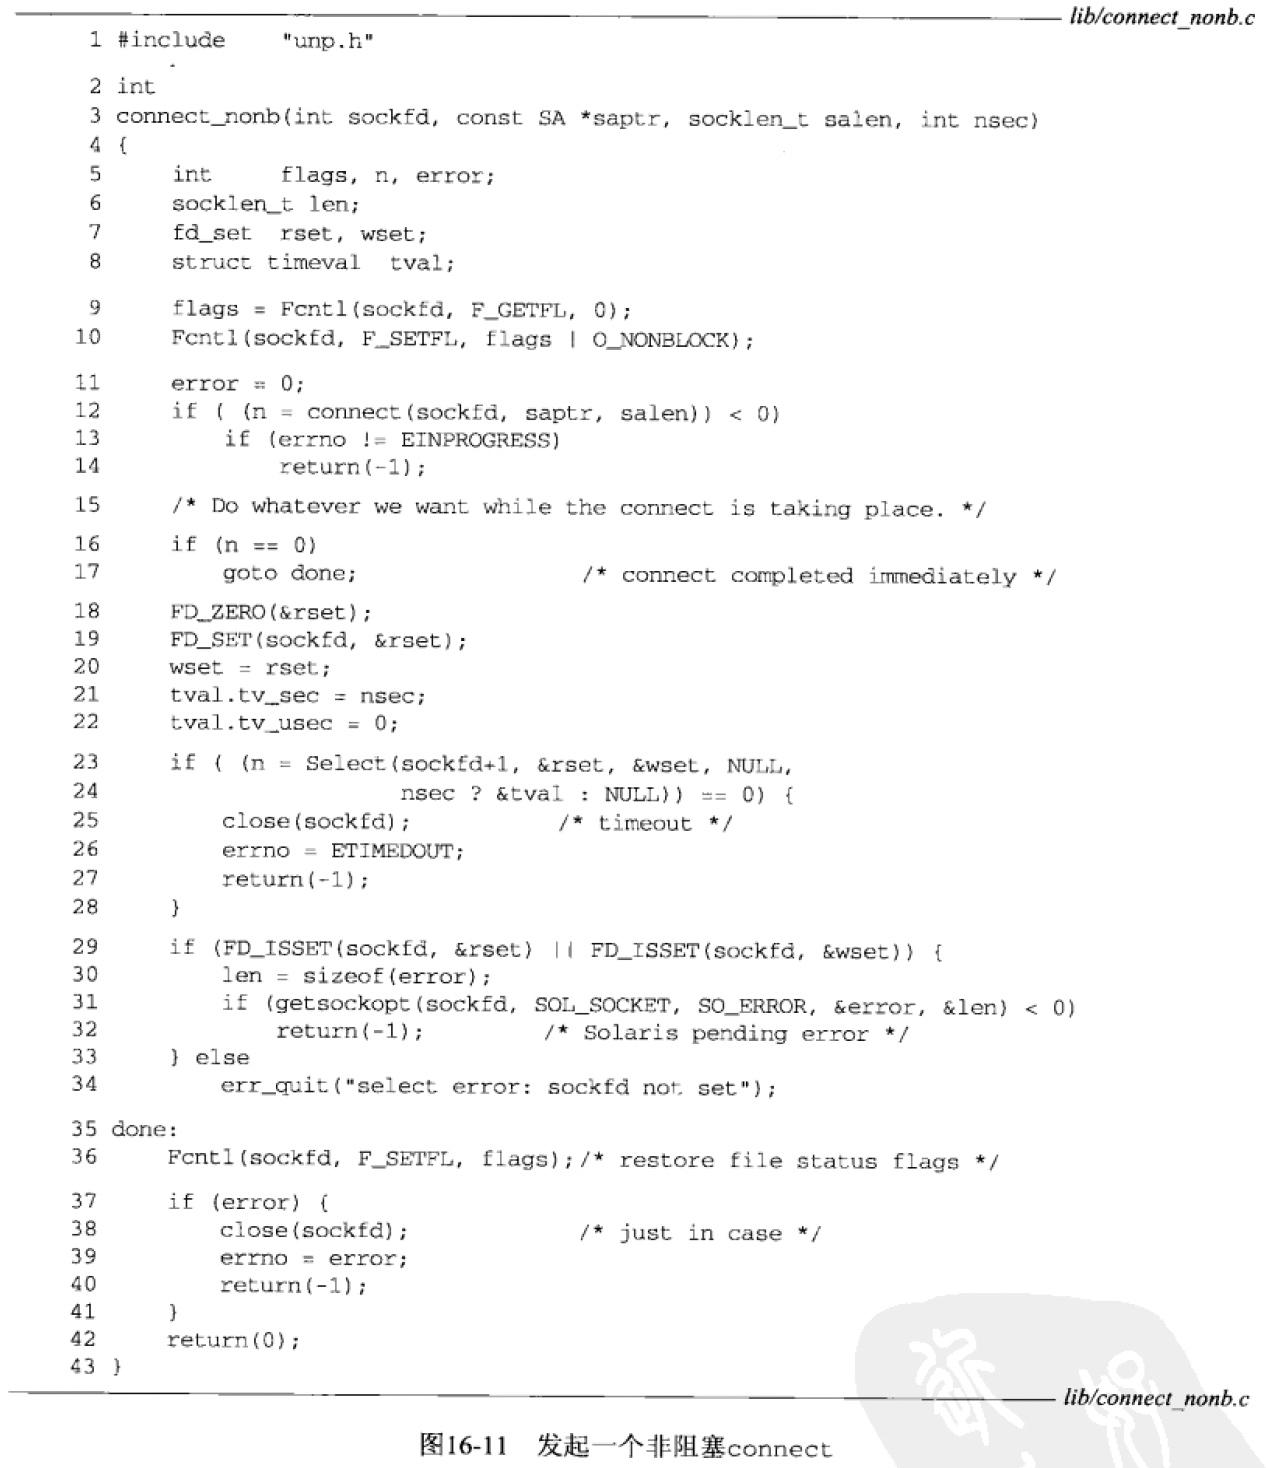 lib/connect_nonb.c
1 #include "unp.h"
2 int
3 connect_nonb(int sockfd, const SA *saptr, socklen_t salen, int nsec)
4 {
5 int flags, n, error;
6 socklen_t len;
7 fd_set rset, wset;
8 struct timeval tval;
9 flags = Fcntl(sockfd, F_GETFL, 0);
10 Fcntl(sockfd, F_SETFL, flags | O_NONBLOCK);
11 error = 0;
12 if ( (n = connect(sockfd, saptr, salen)) < 0)
13 if (errno != EINPROGRESS)
14 return(-1);
15 /* Do whatever we want while the connect is taking place. */
16 if (n == 0)
17 goto done; /* connect completed immediately */
18 FD_ZERO(&rset);
19 FD_SET(sockfd, &rset);
20 wset = rset;
21 tval.tv_sec = nsec;
22 tval.tv_usec = 0;
23 if ( (n = Select(sockfd+1, &rset, &wset, NULL,
24 nsec ? &tval : NULL)) == 0) {
25 close(sockfd); /* timeout */
26 errno = ETIMEDOUT;
27 return(-1);
28 }
29 if (FD_ISSET(sockfd, &rset) || FD_ISSET(sockfd, &wset)) {
30 len = sizeof(error);
31 if (getsockopt(sockfd, SOL_SOCKET, SO_ERROR, &error, &len) < 0)
32 return(-1); /* Solaris pending error */
33 } else
34 err_quit("select error: sockfd not set");
35 done:
36 Fcntl(sockfd, F_SETFL, flags);/* restore file status flags */
37 if (error) {
38 close(sockfd); /* just in case */
39 errno = error;
40 return(-1);
41 }
42 return(0);
43 }
lib/connect_nonb.c
图16-11 发起一个非阻塞connect